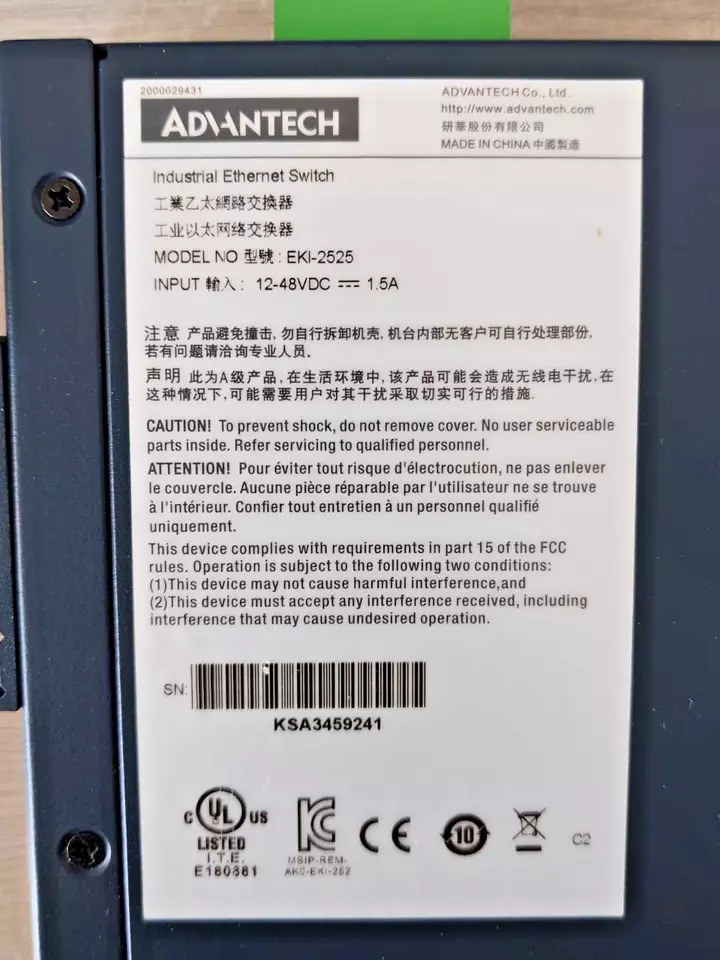 2000029431
ADVANTECH
ADVANTECH Co., Ltd.
http://www.advantech.com
研華股份有限公司
MADE IN CHINA 中國製造
Industrial Ethernet Switch
工業乙太網路交換器
工业以太网络交换器
MODEL NO 型號 : EKI-2525
INPUT 輸入 : 12-48VDC ⎓ 1.5A
注意 产品避免撞击, 勿自行拆卸机壳, 机台内部无客户可自行处理部份,
若有问题请洽询专业人员.
声明 此为A级产品, 在生活环境中, 该产品可能会造成无线电干扰, 在
这种情况下, 可能需要用户对其干扰采取切实可行的措施.
CAUTION! To prevent shock, do not remove cover. No user serviceable
parts inside. Refer servicing to qualified personnel.
ATTENTION! Pour éviter tout risque d'électrocution, ne pas enlever
le couvercle. Aucune pièce réparable par l'utilisateur ne se trouve
à l'intérieur. Confier tout entretien à un personnel qualifié
uniquement.
This device complies with requirements in part 15 of the FCC
rules. Operation is subject to the following two conditions:
(1)This device may not cause harmful interference,and
(2)This device must accept any interference received, including
interference that may cause undesired operation.
SN:
KSA3459241
C UL US
LISTED
I.T.E.
E180881
MSIP-REM-
AK0-EKI-252
CE
10
C2